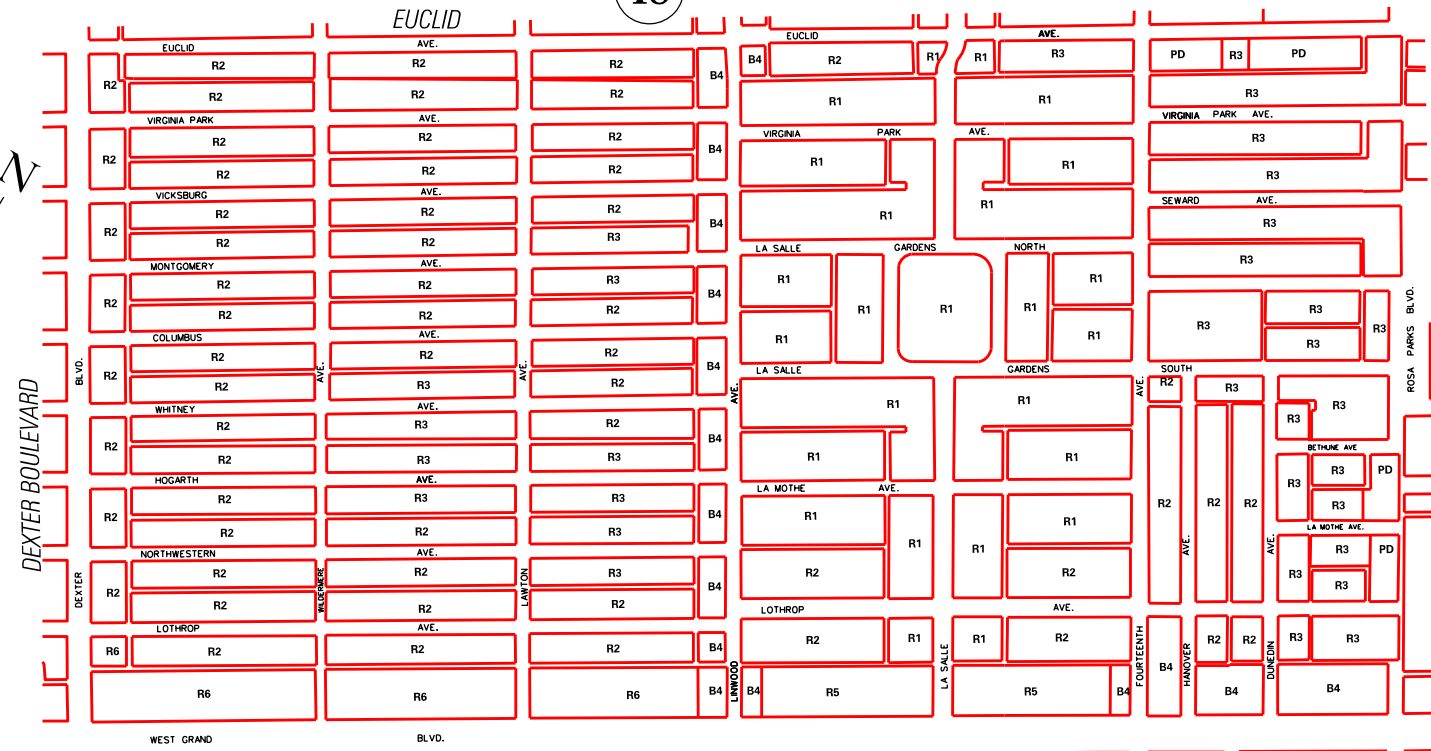 48
EUCLID
EUCLID AVE. EUCLID AVE.
R2 R2 R2 B4 R2 R1 R1 R3 PD R3 PD
R2 R2 R2 R2 B4 R1 R1 R3
VIRGINIA PARK AVE. VIRGINIA PARK AVE. VIRGINIA PARK AVE.
R2 R2 R2 R3
R2 B4 R1 R1
R2 R2 R2 R3
N
VICKSBURG AVE. SEWARD AVE.
R2 R2 R2 R1 R1 R3
R2 B4
R2 R2 R3
LA SALLE GARDENS NORTH
MONTGOMERY AVE. R3
R2 R2 R3 R1 R1
R2 B4 R1 R1 R1 R3
R2 R2 R2 R3 R3
COLUMBUS AVE. R1 R1 R3
R2 R2 R2
BLVD. R2 AVE. AVE. B4 LA SALLE GARDENS SOUTH ROSA PARKS BLVD.
R2 R3 R2 AVE. AVE. R2 R3
WHITNEY AVE. R1 R1 R3
R2 R3 R2 R3
R2 B4 BETHUNE AVE
R2 R3 R3 R1 R1 R3 PD
HOGARTH AVE. LA MOTHE AVE. R3
R2 R3 R3 R2 R2 R2 R3
DEXTER BOULEVARD
R2 B4 R1 R1
R2 R2 R3 R1 R1 LA MOTHE AVE.
NORTHWESTERN AVE. AVE. AVE. R3 PD
R2 R2 R3 R2 R2 R3
DEXTER R2 WILDERMERE LAWTON B4 R3
R2 R2 R2 LOTHROP AVE.
LOTHROP AVE.
R6 R2 R2 R2 B4 R2 R1 R1 R2 R2 R2 R3 R3
LINWOOD LA SALLE FOURTEENTH HANOVER DUNEDIN
R6 R6 R6 B4 B4 R5 R5 B4 B4 B4 B4
WEST GRAND BLVD.